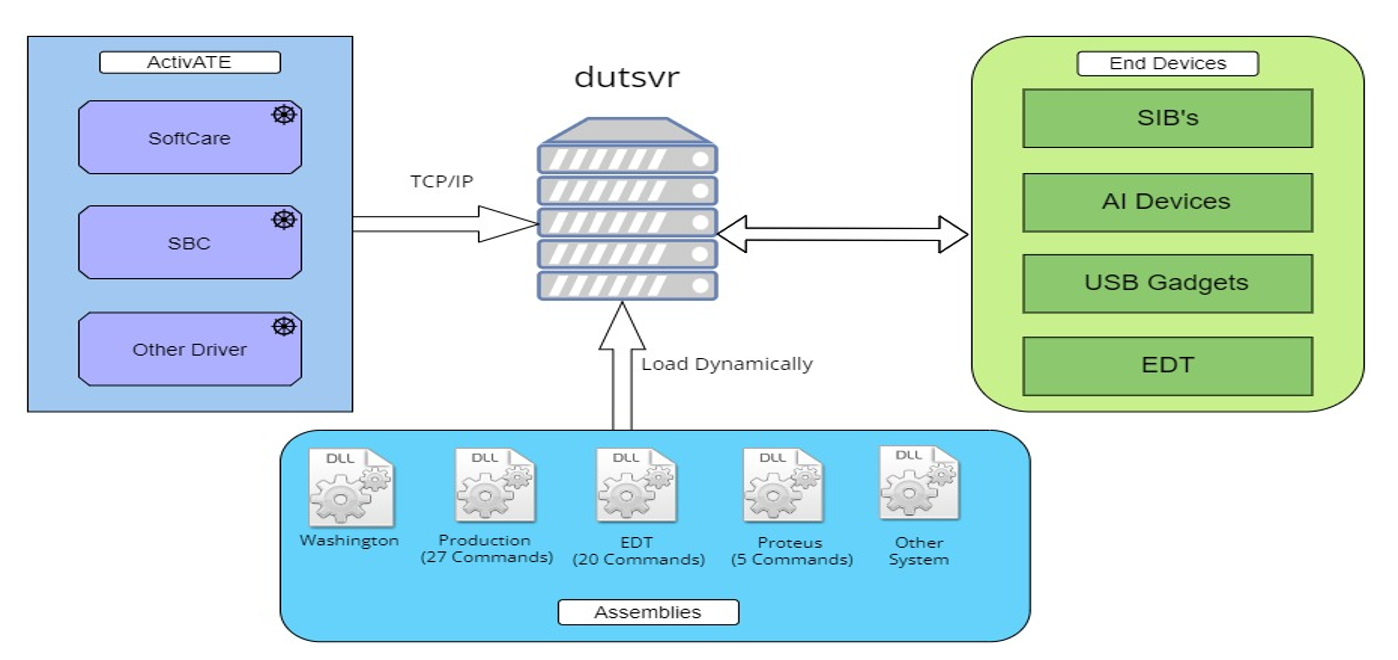 ActivATE
SoftCare
SBC
Other Driver
TCP/IP
dutsvr
Load Dynamically
End Devices
SIB's
AI Devices
USB Gadgets
EDT
DLL
Washington
DLL
Production
(27 Commands)
DLL
EDT
(20 Commands)
DLL
Proteus
(5 Commands)
DLL
Other
System
Assemblies